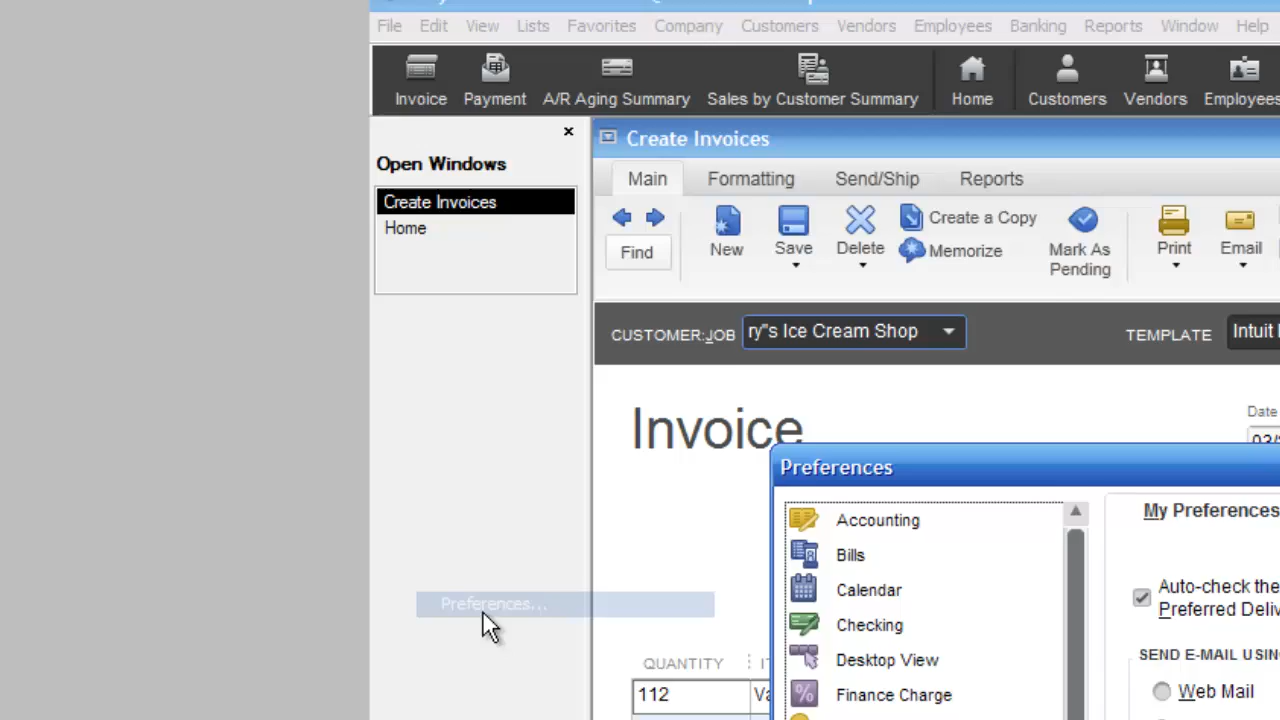 File Edit View Lists Favorites Company Customers Vendors Employees Banking Reports Window Help
Invoice Payment A/R Aging Summary Sales by Customer Summary Home Customers Vendors Employees
Open Windows
Create Invoices
Home
Create Invoices
Main Formatting Send/Ship Reports
Find New Save Delete Create a Copy
Memorize
Mark As
Pending
Print Email
CUSTOMER:JOB ry"s Ice Cream Shop TEMPLATE Intuit
Invoice
Date
Preferences
Accounting
Bills
Calendar
Checking
Desktop View
Finance Charge
My Preferences
Auto-check the
Preferred Deliv
SEND E-MAIL USING
Web Mail
Preferences...
QUANTITY
112